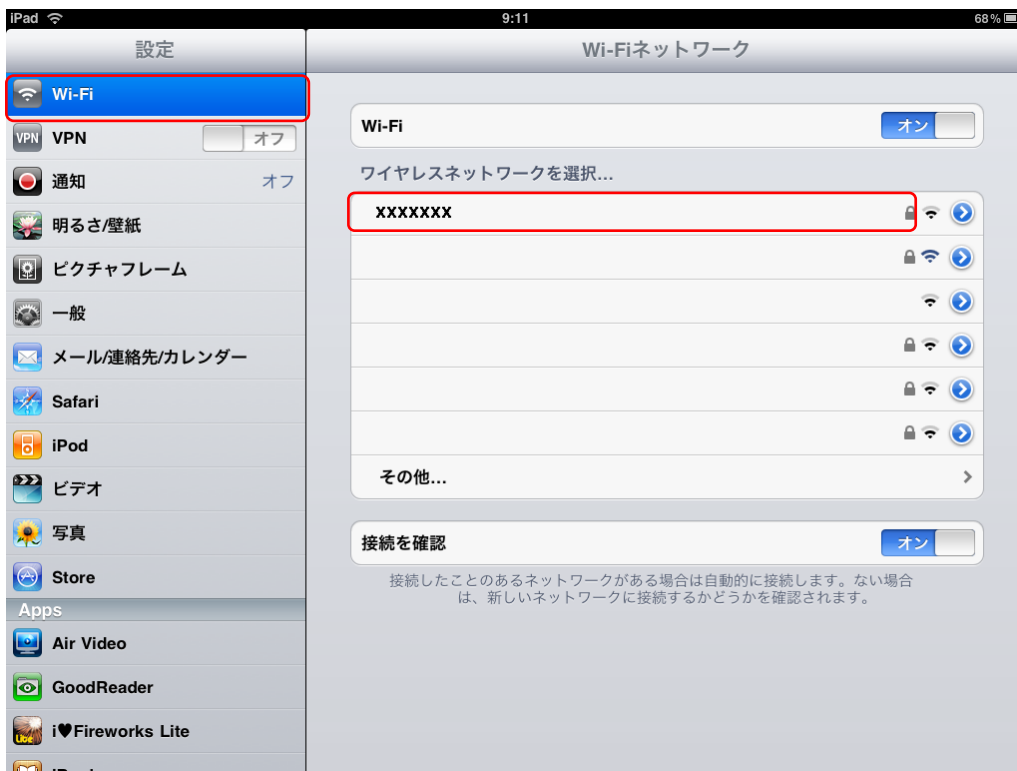 iPad 9:11 68%
設定
Wi-Fiネットワーク
Wi-Fi
VPN VPN オフ
通知 オフ
明るさ/壁紙
ピクチャフレーム
一般
メール/連絡先/カレンダー
Safari
iPod
ビデオ
写真
Store
Apps
Air Video
GoodReader
i♥Fireworks Lite
Wi-Fi オン
ワイヤレスネットワークを選択...
XXXXXXX
その他...
接続を確認 オン
接続したことのあるネットワークがある場合は自動的に接続します。ない場合
は、新しいネットワークに接続するかどうかを確認されます。